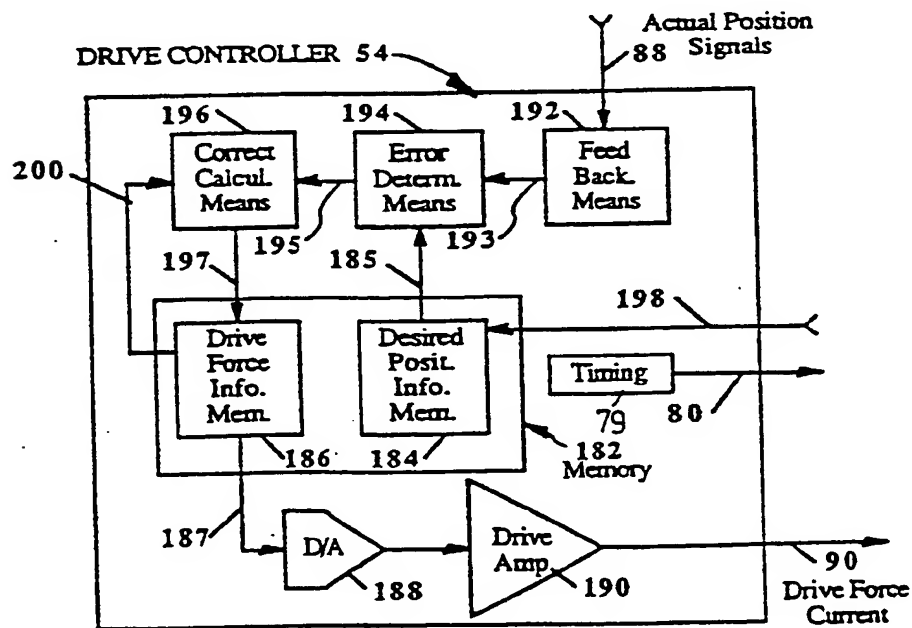 Actual Position
Signals
88
DRIVE CONTROLLER 54
196
194
192
200
Correct
Calcul.
Means
Error
Determ.
Means
Feed
Back.
Means
195
193
197
185
198
Drive
Force
Info.
Mem.
Desired
Posit.
Info.
Mem.
Timing
79
80
186
184
182
Memory
187
D/A
188
Drive
Amp.
190
90
Drive Force
Current